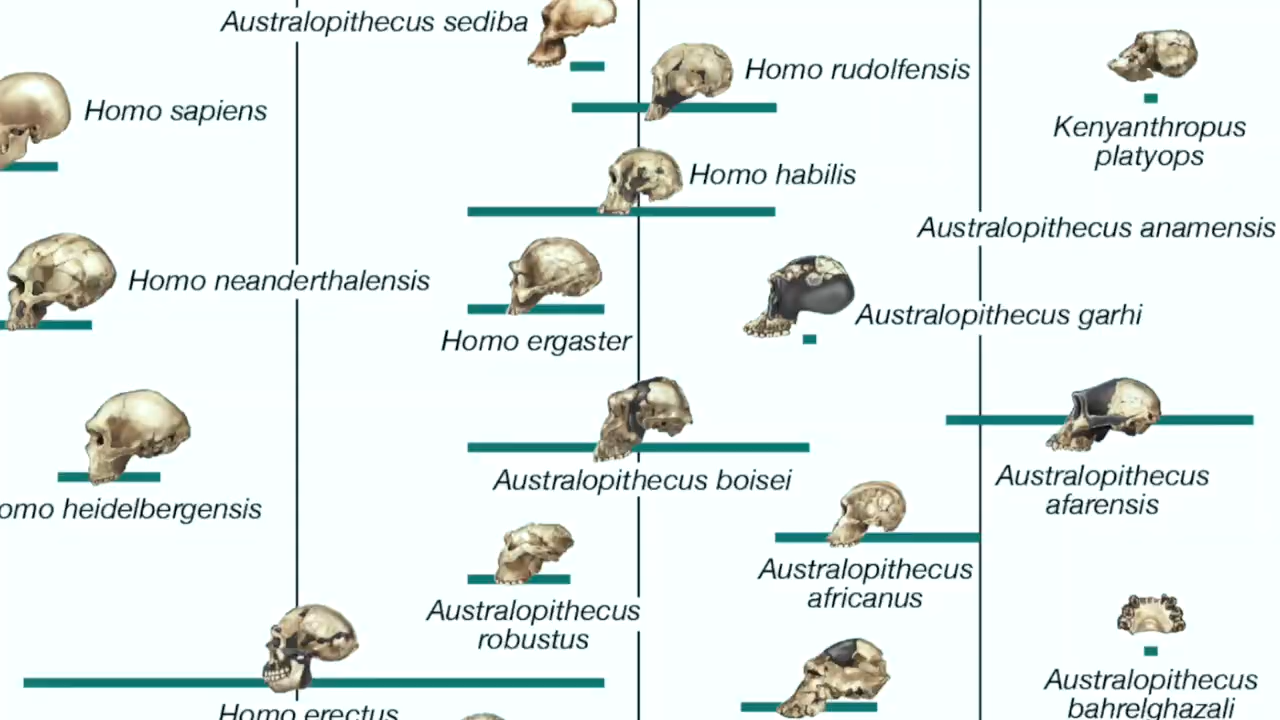 Australopithecus sediba
Homo rudolfensis
Homo sapiens
Kenyanthropus
platyops
Homo habilis
Australopithecus anamensis
Homo neanderthalensis
Australopithecus garhi
Homo ergaster
Australopithecus boisei
Australopithecus
afarensis
omo heidelbergensis
Australopithecus
africanus
Australopithecus
robustus
Australopithecus
bahrelghazali
Homo erectus